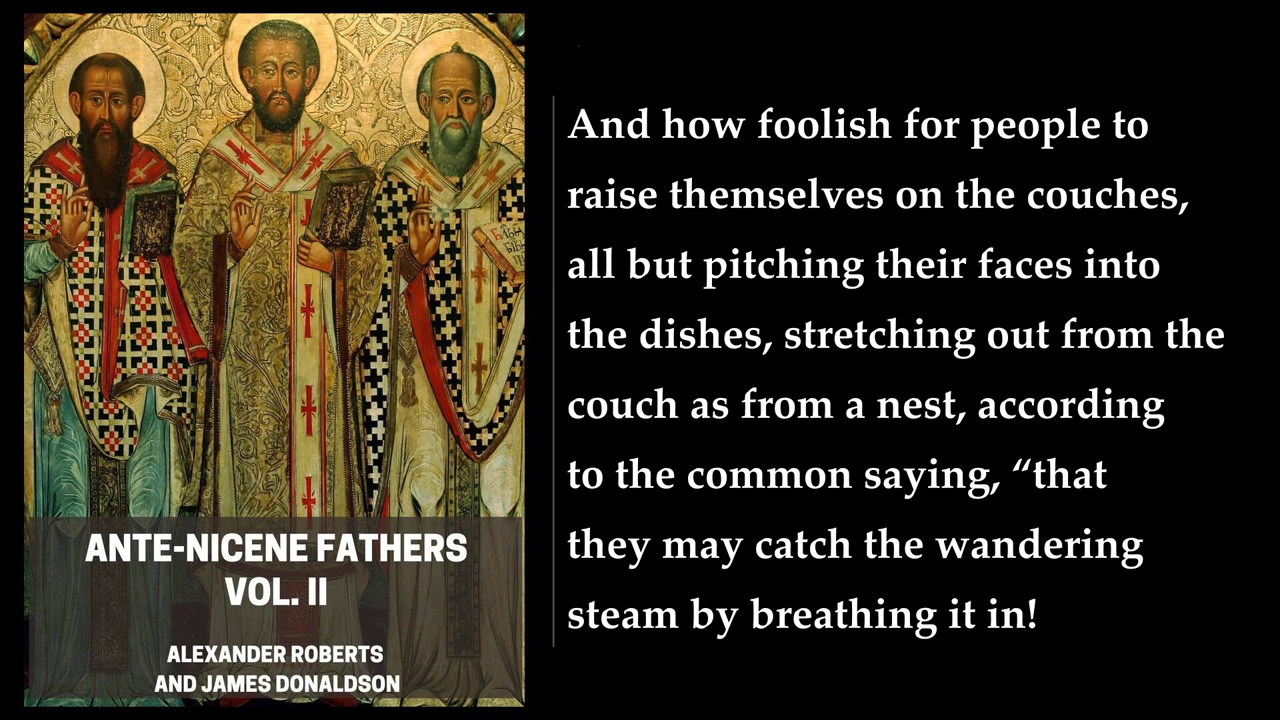 ANTE-NICENE FATHERS
VOL. II
ALEXANDER ROBERTS
AND JAMES DONALDSON
And how foolish for people to
raise themselves on the couches,
all but pitching their faces into
the dishes, stretching out from the
couch as from a nest, according
to the common saying, “that
they may catch the wandering
steam by breathing it in!